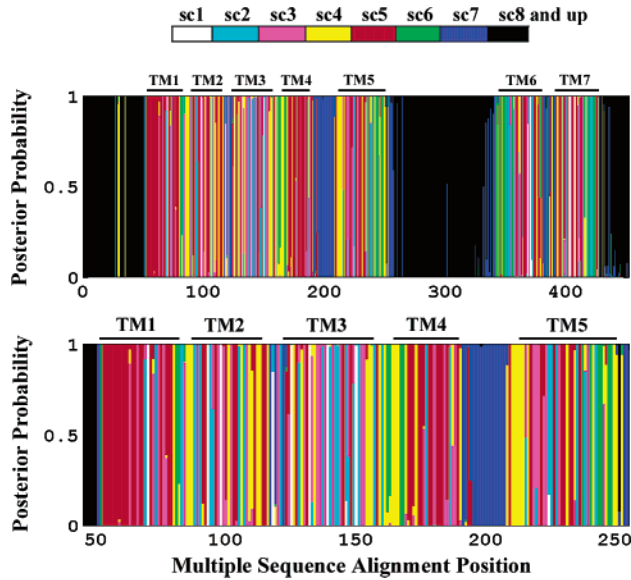 sc1 sc2 sc3 sc4 sc5 sc6 sc7 sc8 and up
TM1 TM2 TM3 TM4 TM5 TM6 TM7
Posterior Probability
1
0.5
0
0 100 200 300 400
TM1 TM2 TM3 TM4 TM5
Posterior Probability
1
0.5
0
50 100 150 200 250
Multiple Sequence Alignment Position